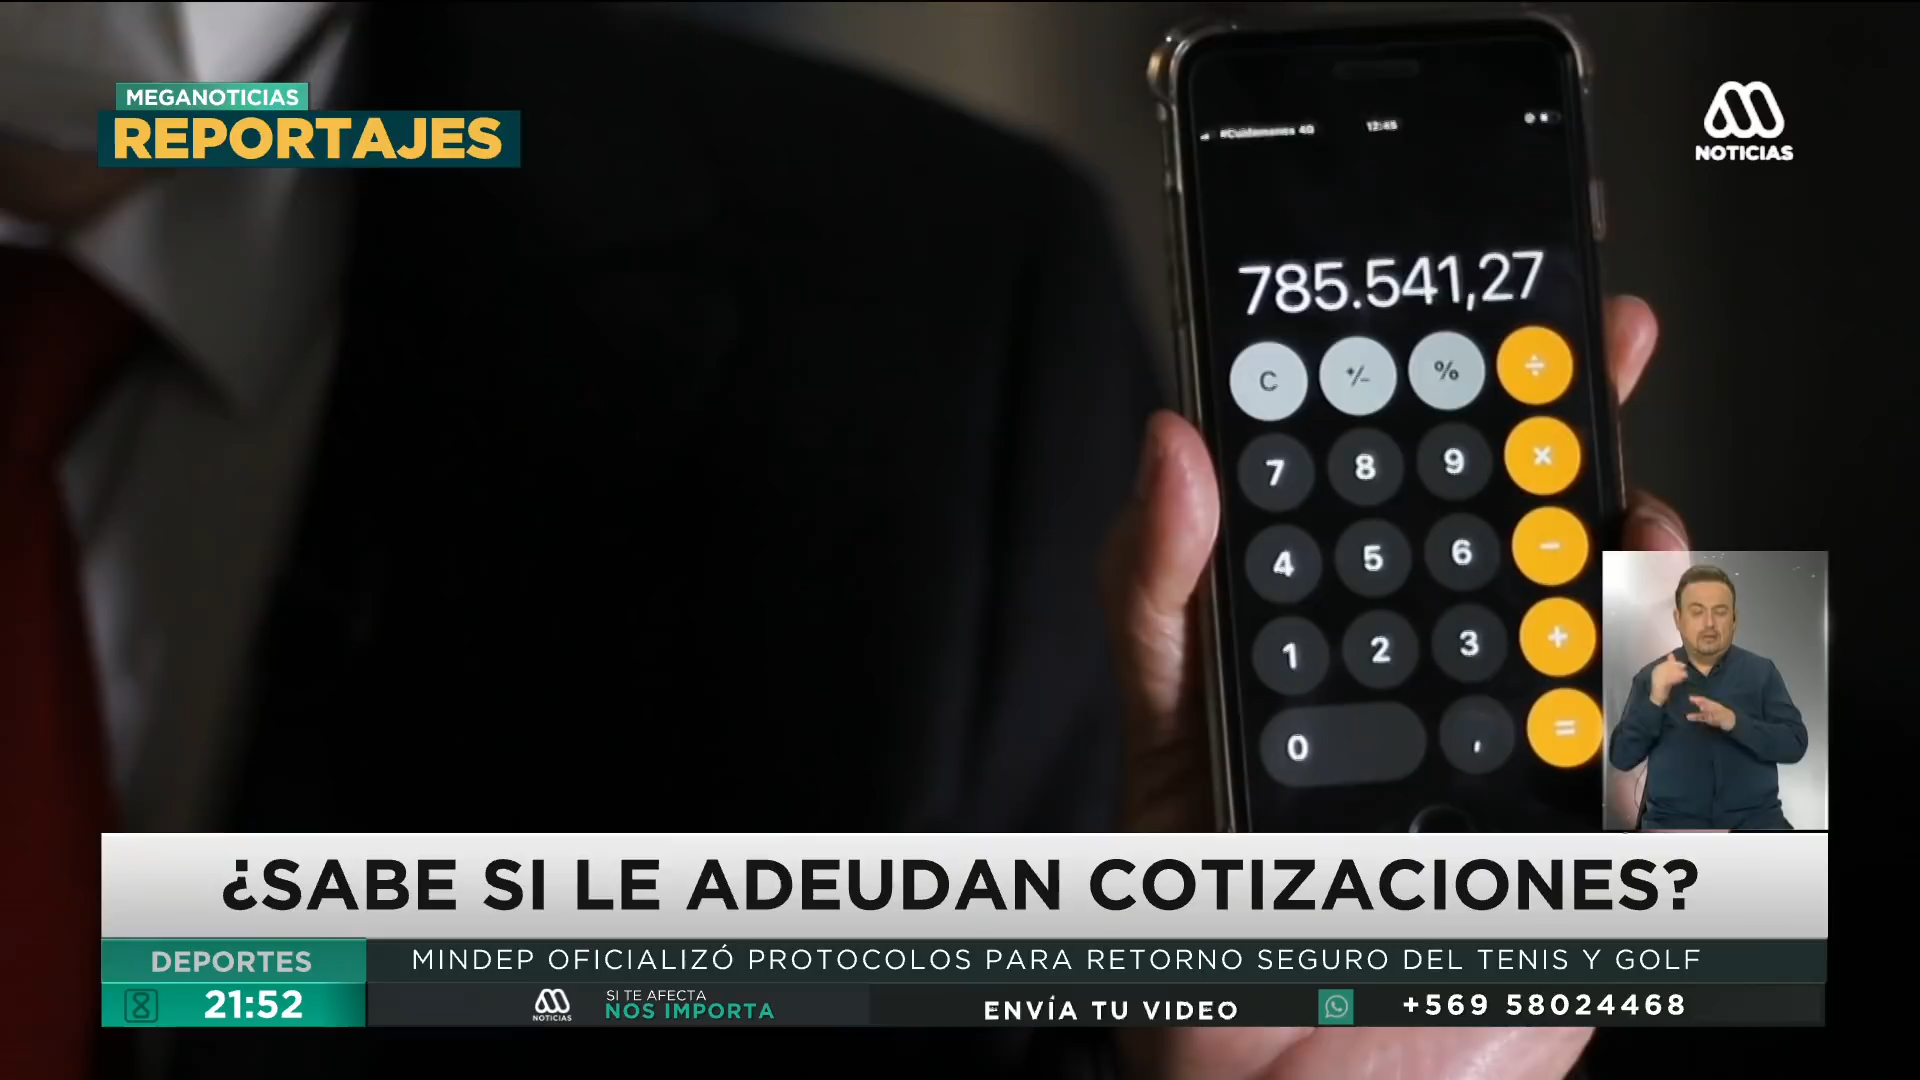 MEGANOTICIAS
REPORTAJES
NOTICIAS
#CuidemonosENCASA 4G 12:45
785.541,27
C +/- % ÷
7 8 9 ×
4 5 6 −
1 2 3 +
0 , =
¿SABE SI LE ADEUDAN COTIZACIONES?
DEPORTES
MINDEP OFICIALIZÓ PROTOCOLOS PARA RETORNO SEGURO DEL TENIS Y GOLF
21:52
NOTICIAS
SI TE AFECTA
NOS IMPORTA
ENVÍA TU VIDEO
+569 58024468